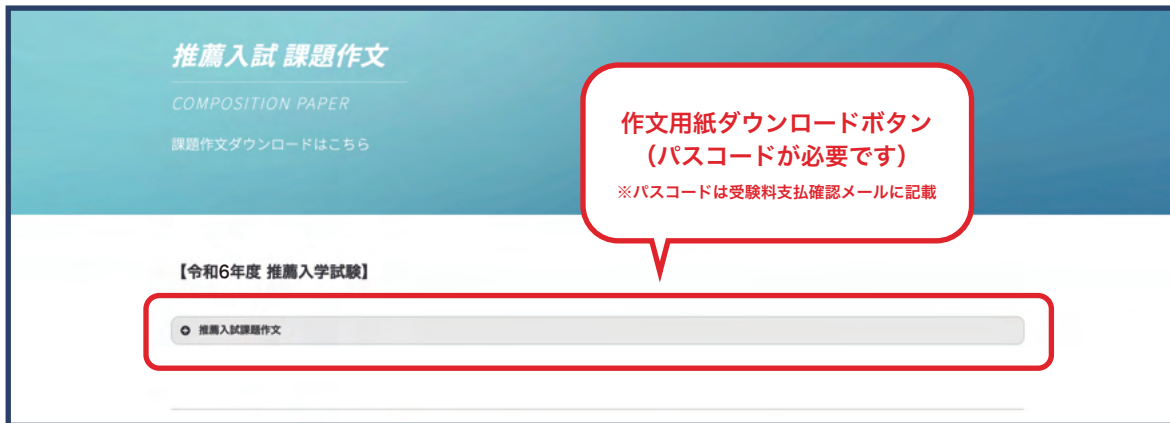 推薦入試 課題作文
COMPOSITION PAPER
課題作文ダウンロードはこちら
作文用紙ダウンロードボタン
（パスコードが必要です）
※パスコードは受験料支払確認メールに記載
【令和6年度 推薦入学試験】
推薦入試課題作文